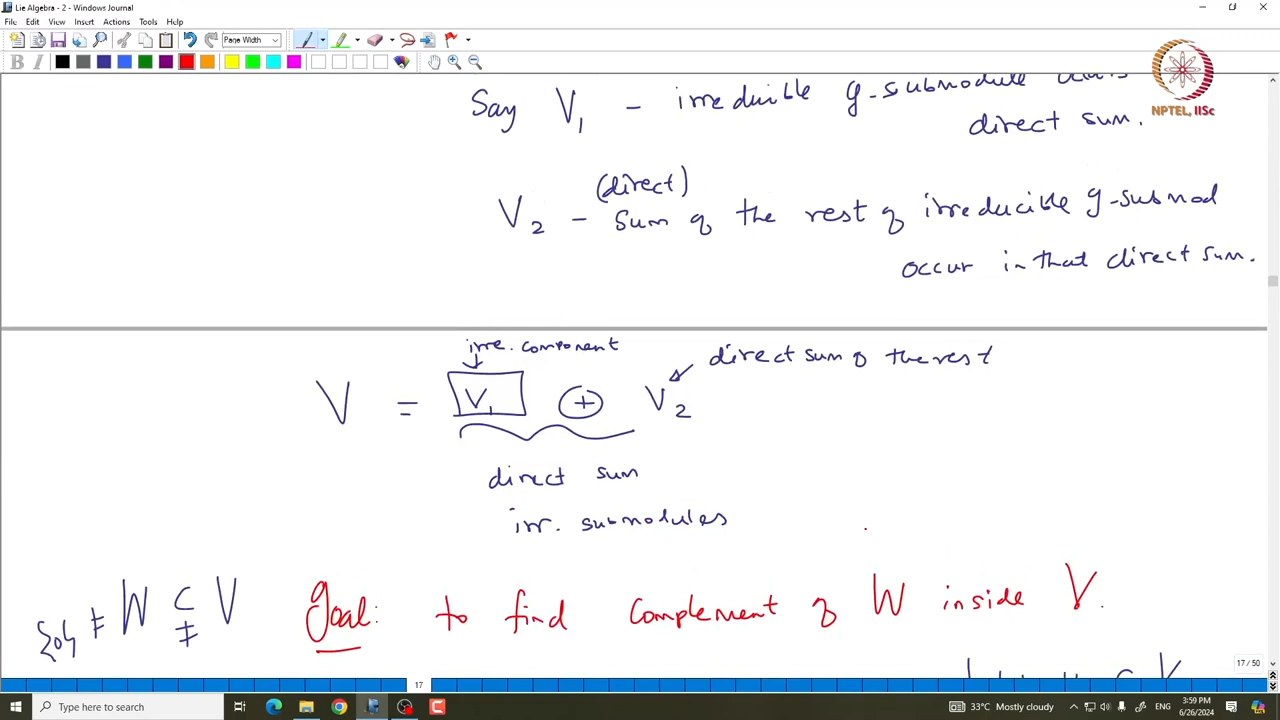 Lie Algebra - 2 - Windows Journal
File Edit View Insert Actions Tools Help
Page Width
B I
NPTEL, IISc
Say V₁ - irreducible g-submodule
direct sum.
(direct)
V₂ - Sum of the rest of irreducible g-submod
occur in that direct sum.
irre. component
direct sum of the rest
V = V₁ ⊕ V₂
direct sum
irr. submodules
{0} ≠ W ⊊ V Goal: to find complement of W inside V.
17 17 / 50
Type here to search
33°C Mostly cloudy ENG 3:59 PM
6/26/2024